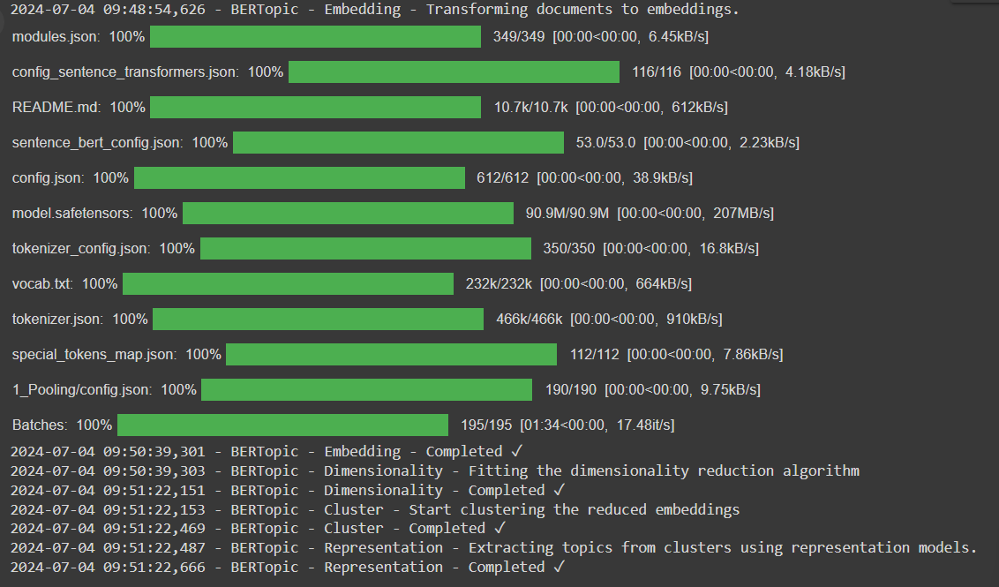 2024-07-04 09:48:54,626 - BERTopic - Embedding - Transforming documents to embeddings.
modules.json: 100% 349/349 [00:00<00:00, 6.45kB/s]
config_sentence_transformers.json: 100% 116/116 [00:00<00:00, 4.18kB/s]
README.md: 100% 10.7k/10.7k [00:00<00:00, 612kB/s]
sentence_bert_config.json: 100% 53.0/53.0 [00:00<00:00, 2.23kB/s]
config.json: 100% 612/612 [00:00<00:00, 38.9kB/s]
model.safetensors: 100% 90.9M/90.9M [00:00<00:00, 207MB/s]
tokenizer_config.json: 100% 350/350 [00:00<00:00, 16.8kB/s]
vocab.txt: 100% 232k/232k [00:00<00:00, 664kB/s]
tokenizer.json: 100% 466k/466k [00:00<00:00, 910kB/s]
special_tokens_map.json: 100% 112/112 [00:00<00:00, 7.86kB/s]
1_Pooling/config.json: 100% 190/190 [00:00<00:00, 9.75kB/s]
Batches: 100% 195/195 [01:34<00:00, 17.48it/s]
2024-07-04 09:50:39,301 - BERTopic - Embedding - Completed ✓
2024-07-04 09:50:39,303 - BERTopic - Dimensionality - Fitting the dimensionality reduction algorithm
2024-07-04 09:51:22,151 - BERTopic - Dimensionality - Completed ✓
2024-07-04 09:51:22,153 - BERTopic - Cluster - Start clustering the reduced embeddings
2024-07-04 09:51:22,469 - BERTopic - Cluster - Completed ✓
2024-07-04 09:51:22,487 - BERTopic - Representation - Extracting topics from clusters using representation models.
2024-07-04 09:51:22,666 - BERTopic - Representation - Completed ✓